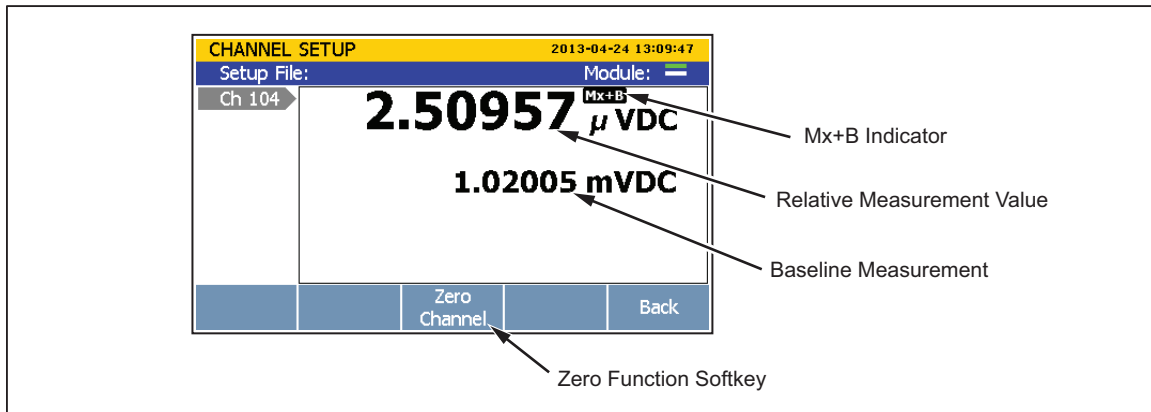 CHANNEL SETUP 2013-04-24 13:09:47
Setup File: Module:
Ch 104
2.50957 µ VDC
Mx+B
1.02005 mVDC
Mx+B Indicator
Relative Measurement Value
Baseline Measurement
Zero
Channel
Back
Zero Function Softkey